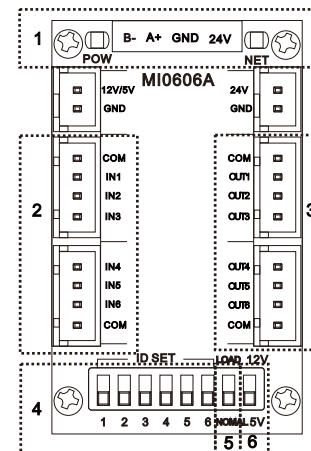 1
B- A+ GND 24V
POW
NET
MI0606A
12V/5V
GND
24V
GND
2
COM
IN1
IN2
IN3
COM
OUT1
OUT2
OUT3
3
IN4
IN5
IN6
COM
OUT4
OUT5
OUT6
COM
ID SET
LOAD 12V
4
1 2 3 4 5 6 NOMAL 5V
5 6